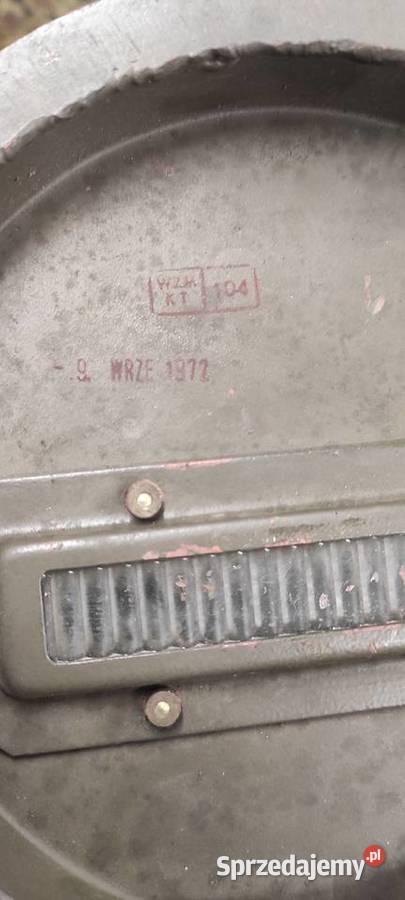 WZJK 104
KT
- 9. WRZE 1972
Sprzedajemy.pl